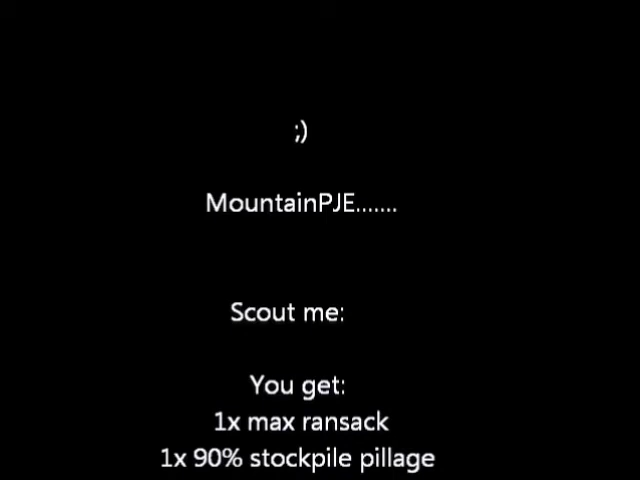 ;)
MountainPJE.......
Scout me:
You get:
1x max ransack
1x 90% stockpile pillage